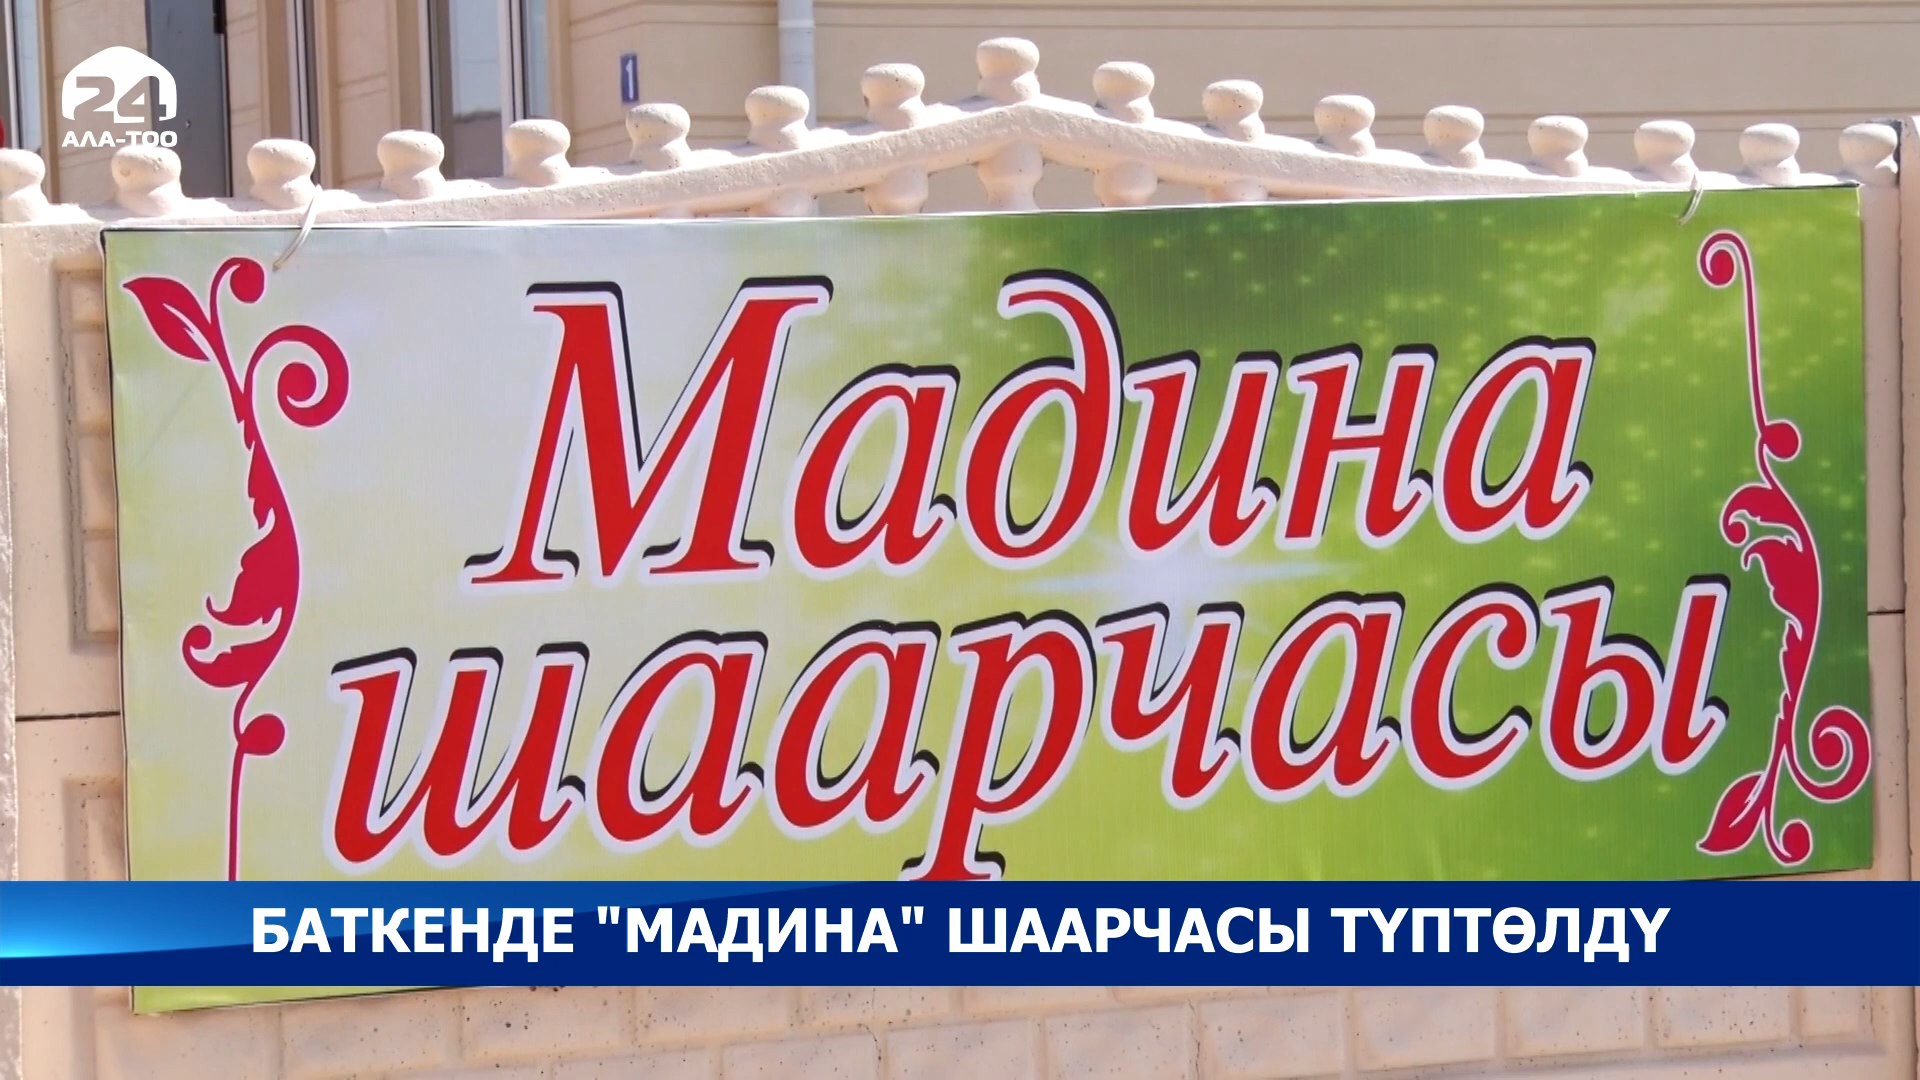 24
АЛА-ТОО
1
Мадина
шаарчасы
БАТКЕНДЕ "МАДИНА" ШААРЧАСЫ ТҮПТӨЛДҮ